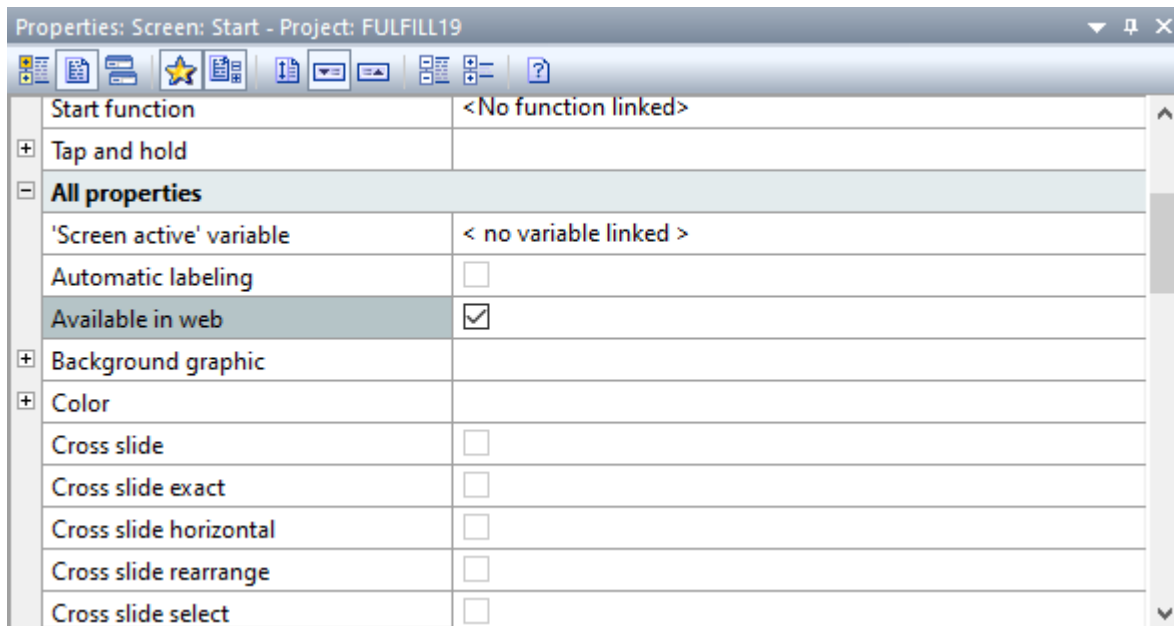 Properties: Screen: Start - Project: FULFILL19
Start function <No function linked>
Tap and hold
All properties
'Screen active' variable < no variable linked >
Automatic labeling
Available in web
Background graphic
Color
Cross slide
Cross slide exact
Cross slide horizontal
Cross slide rearrange
Cross slide select